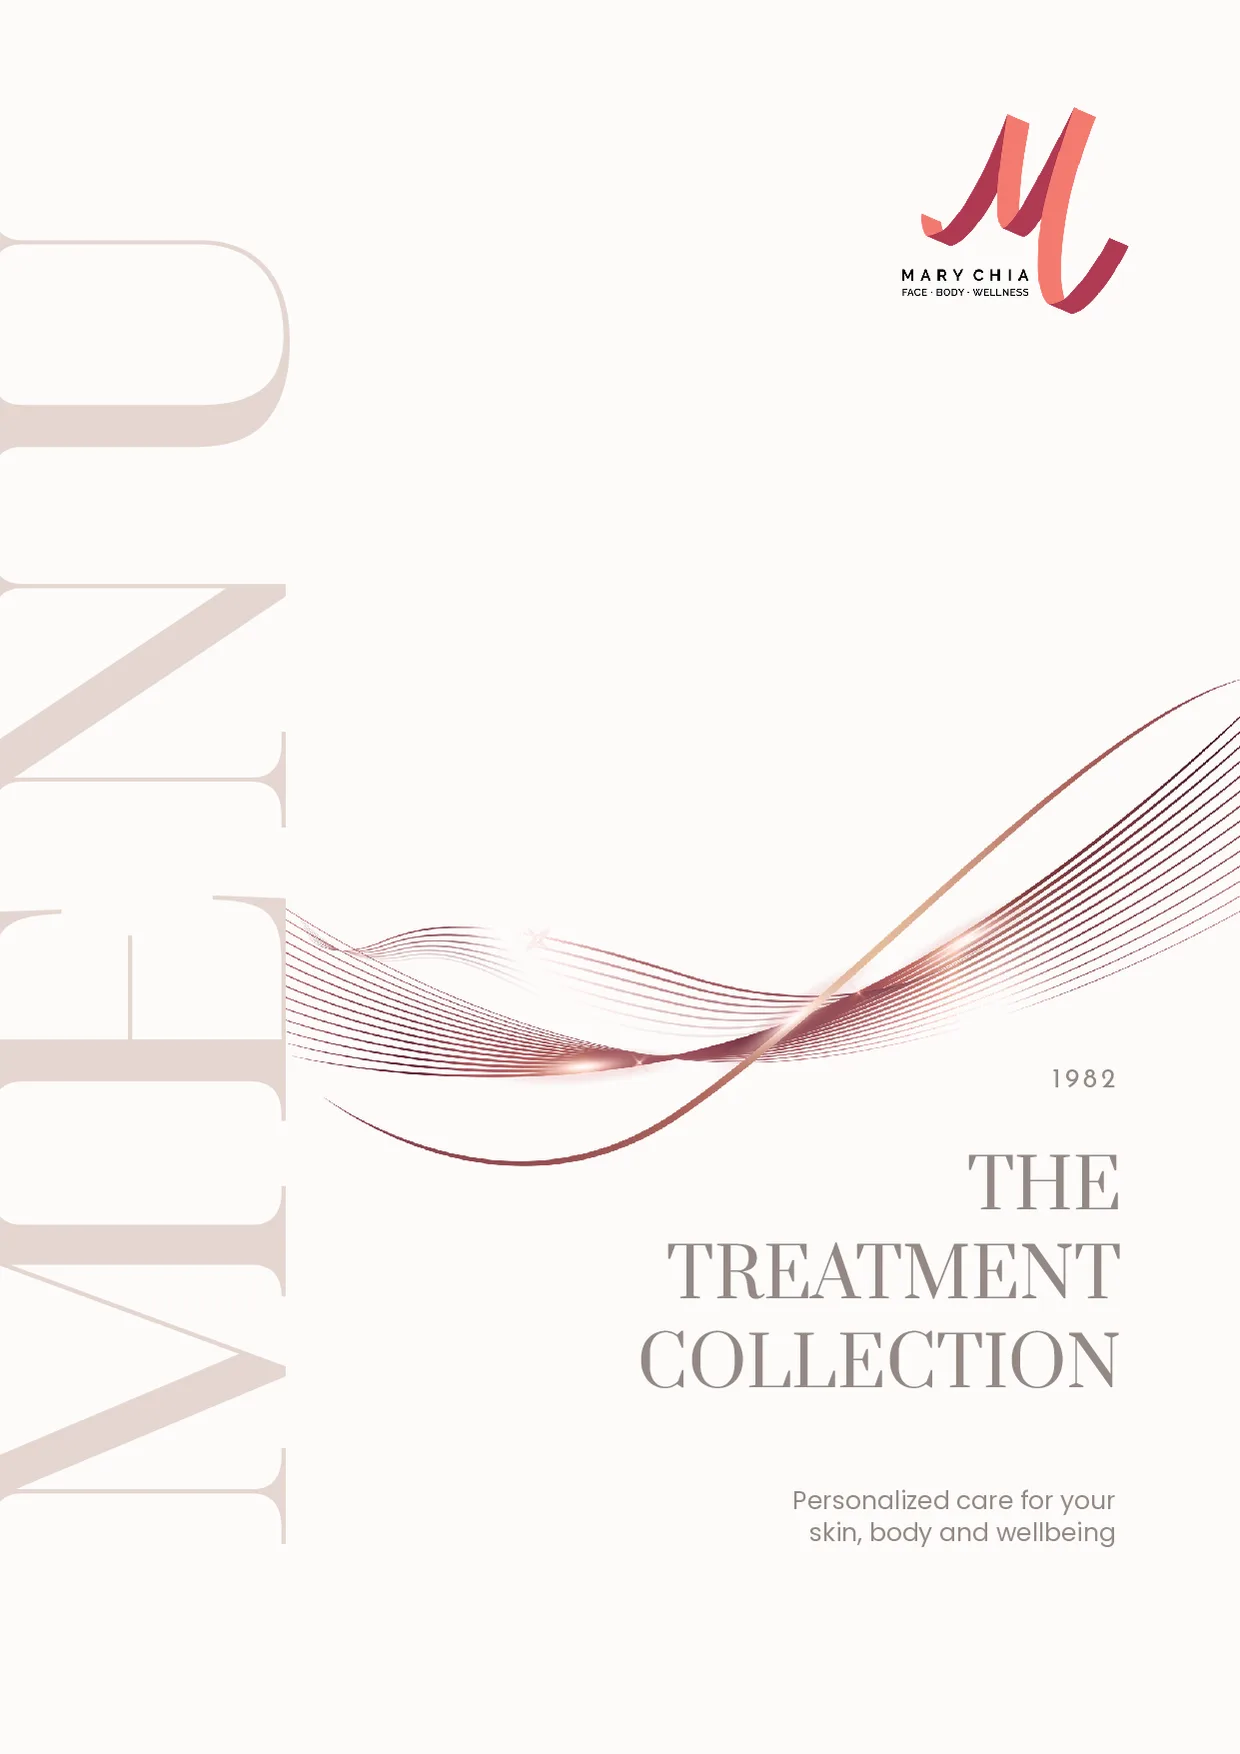 MENU
MARY CHIA
FACE · BODY · WELLNESS
1982
THE
TREATMENT
COLLECTION
Personalized care for your
skin, body and wellbeing